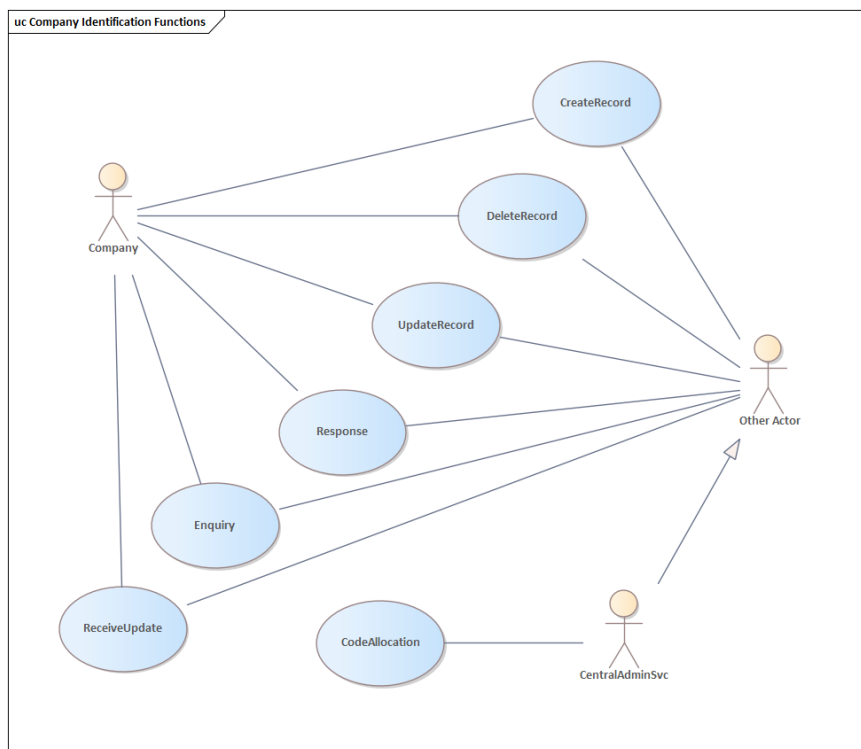 uc Company Identification Functions
CreateRecord
DeleteRecord
Company
UpdateRecord
Other Actor
Response
Enquiry
ReceiveUpdate
CodeAllocation
CentralAdminSvc